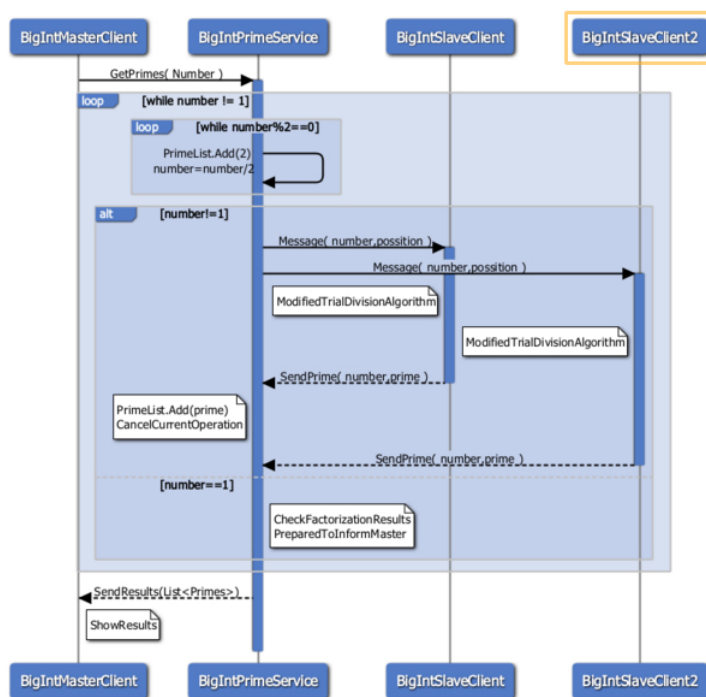 BigIntMasterClient
BigIntPrimeService
BigIntSlaveClient
BigIntSlaveClient2
GetPrimes( Number )
loop
[while number != 1]
loop
[while number%2==0]
PrimeList.Add(2)
number=number/2
alt
[number!=1]
Message( number,possition )
Message( number,possition )
ModifiedTrialDivisionAlgorithm
ModifiedTrialDivisionAlgorithm
SendPrime( number,prime )
PrimeList.Add(prime)
CancelCurrentOperation
SendPrime( number,prime )
[number==1]
CheckFactorizationResults
PreparedToInformMaster
SendResults(List<Primes>)
ShowResults
BigIntMasterClient
BigIntPrimeService
BigIntSlaveClient
BigIntSlaveClient2